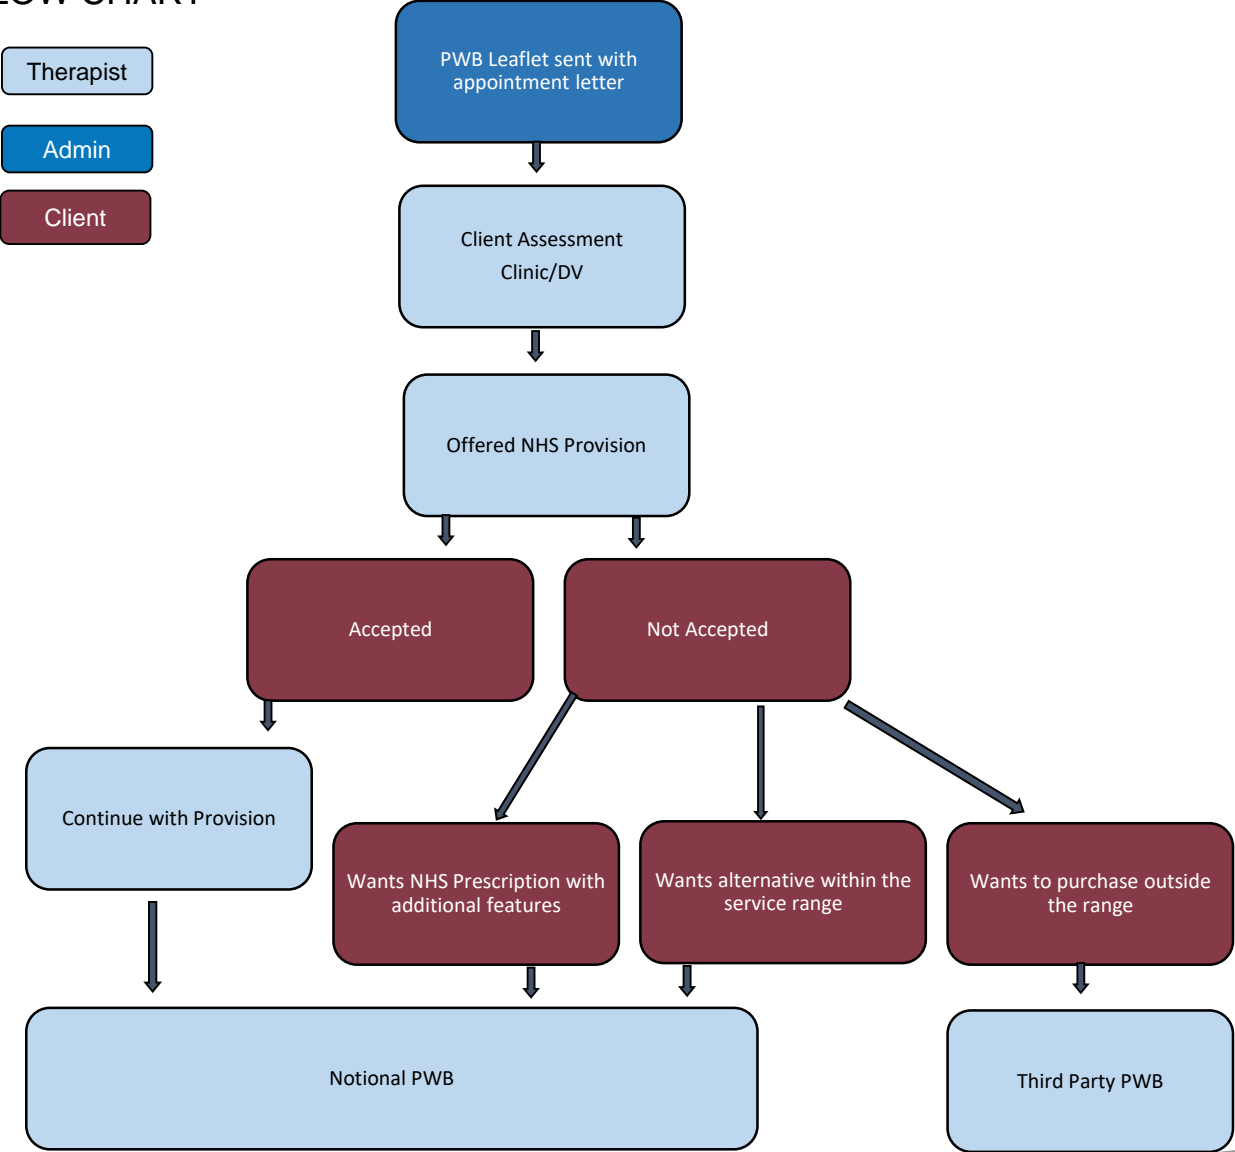 Therapist
Admin
Client
PWB Leaflet sent with
appointment letter
Client Assessment
Clinic/DV
Offered NHS Provision
Accepted
Not Accepted
Continue with Provision
Wants NHS Prescription with
additional features
Wants alternative within the
service range
Wants to purchase outside
the range
Notional PWB
Third Party PWB